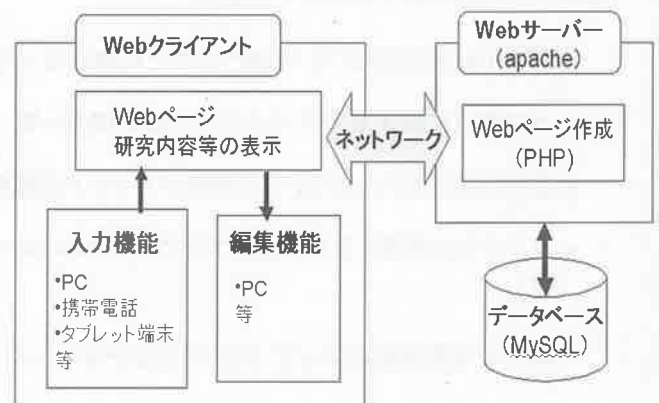 Webクライアント
Webページ
研究内容等の表示
入力機能
•PC
•携帯電話
•タブレット端末
等
編集機能
•PC
等
ネットワーク
Webサーバー
(apache)
Webページ作成
(PHP)
データベース
(MySQL)